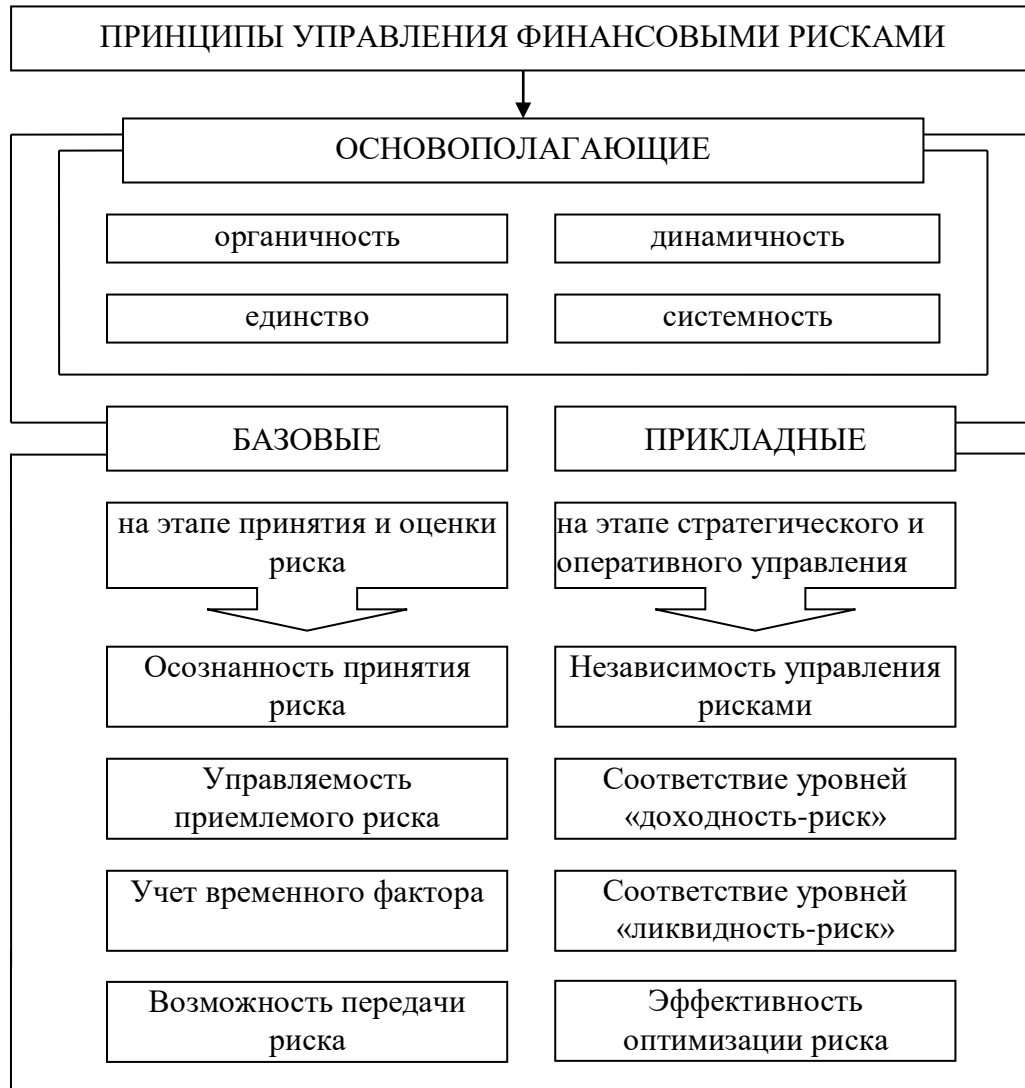 ПРИНЦИПЫ УПРАВЛЕНИЯ ФИНАНСОВЫМИ РИСКАМИ
ОСНОВОПОЛАГАЮЩИЕ
органичность
динамичность
единство
системность
БАЗОВЫЕ
ПРИКЛАДНЫЕ
на этапе принятия и оценки
риска
на этапе стратегического и
оперативного управления
Осознанность принятия
риска
Независимость управления
рисками
Управляемость
приемлемого риска
Соответствие уровней
«доходность-риск»
Учет временного фактора
Соответствие уровней
«ликвидность-риск»
Возможность передачи
риска
Эффективность
оптимизации риска